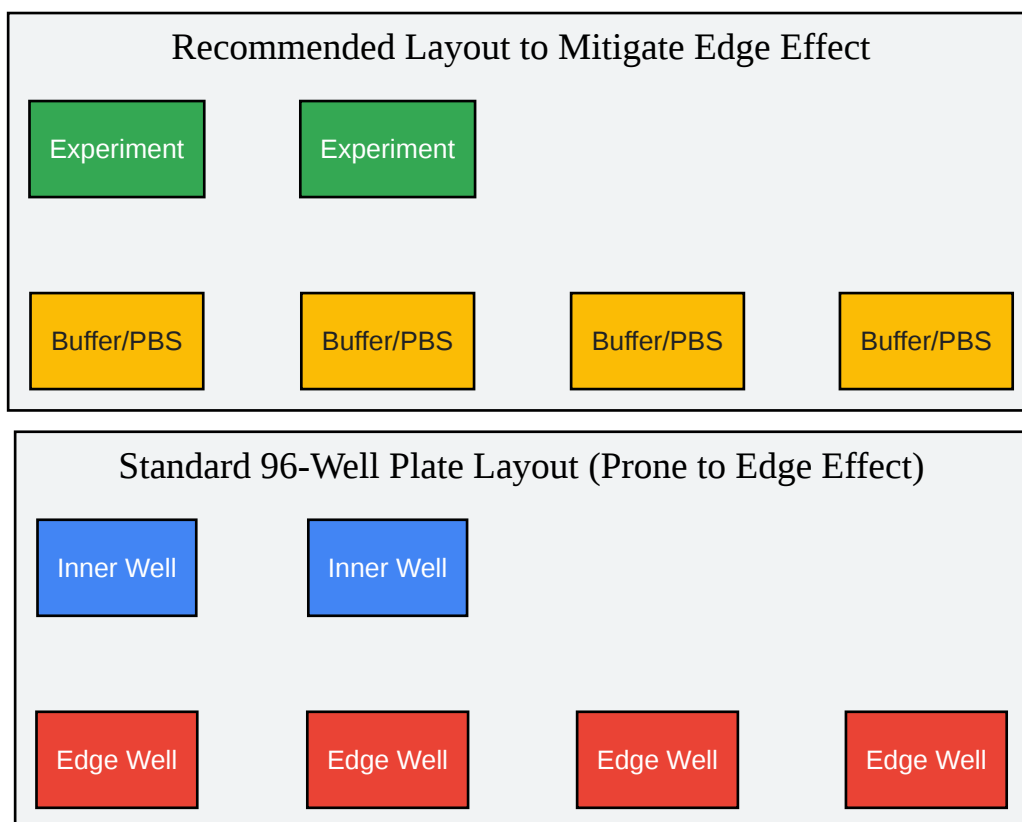 Recommended Layout to Mitigate Edge Effect
Experiment Experiment
Buffer/PBS Buffer/PBS Buffer/PBS Buffer/PBS
Standard 96-Well Plate Layout (Prone to Edge Effect)
Inner Well Inner Well
Edge Well Edge Well Edge Well Edge Well